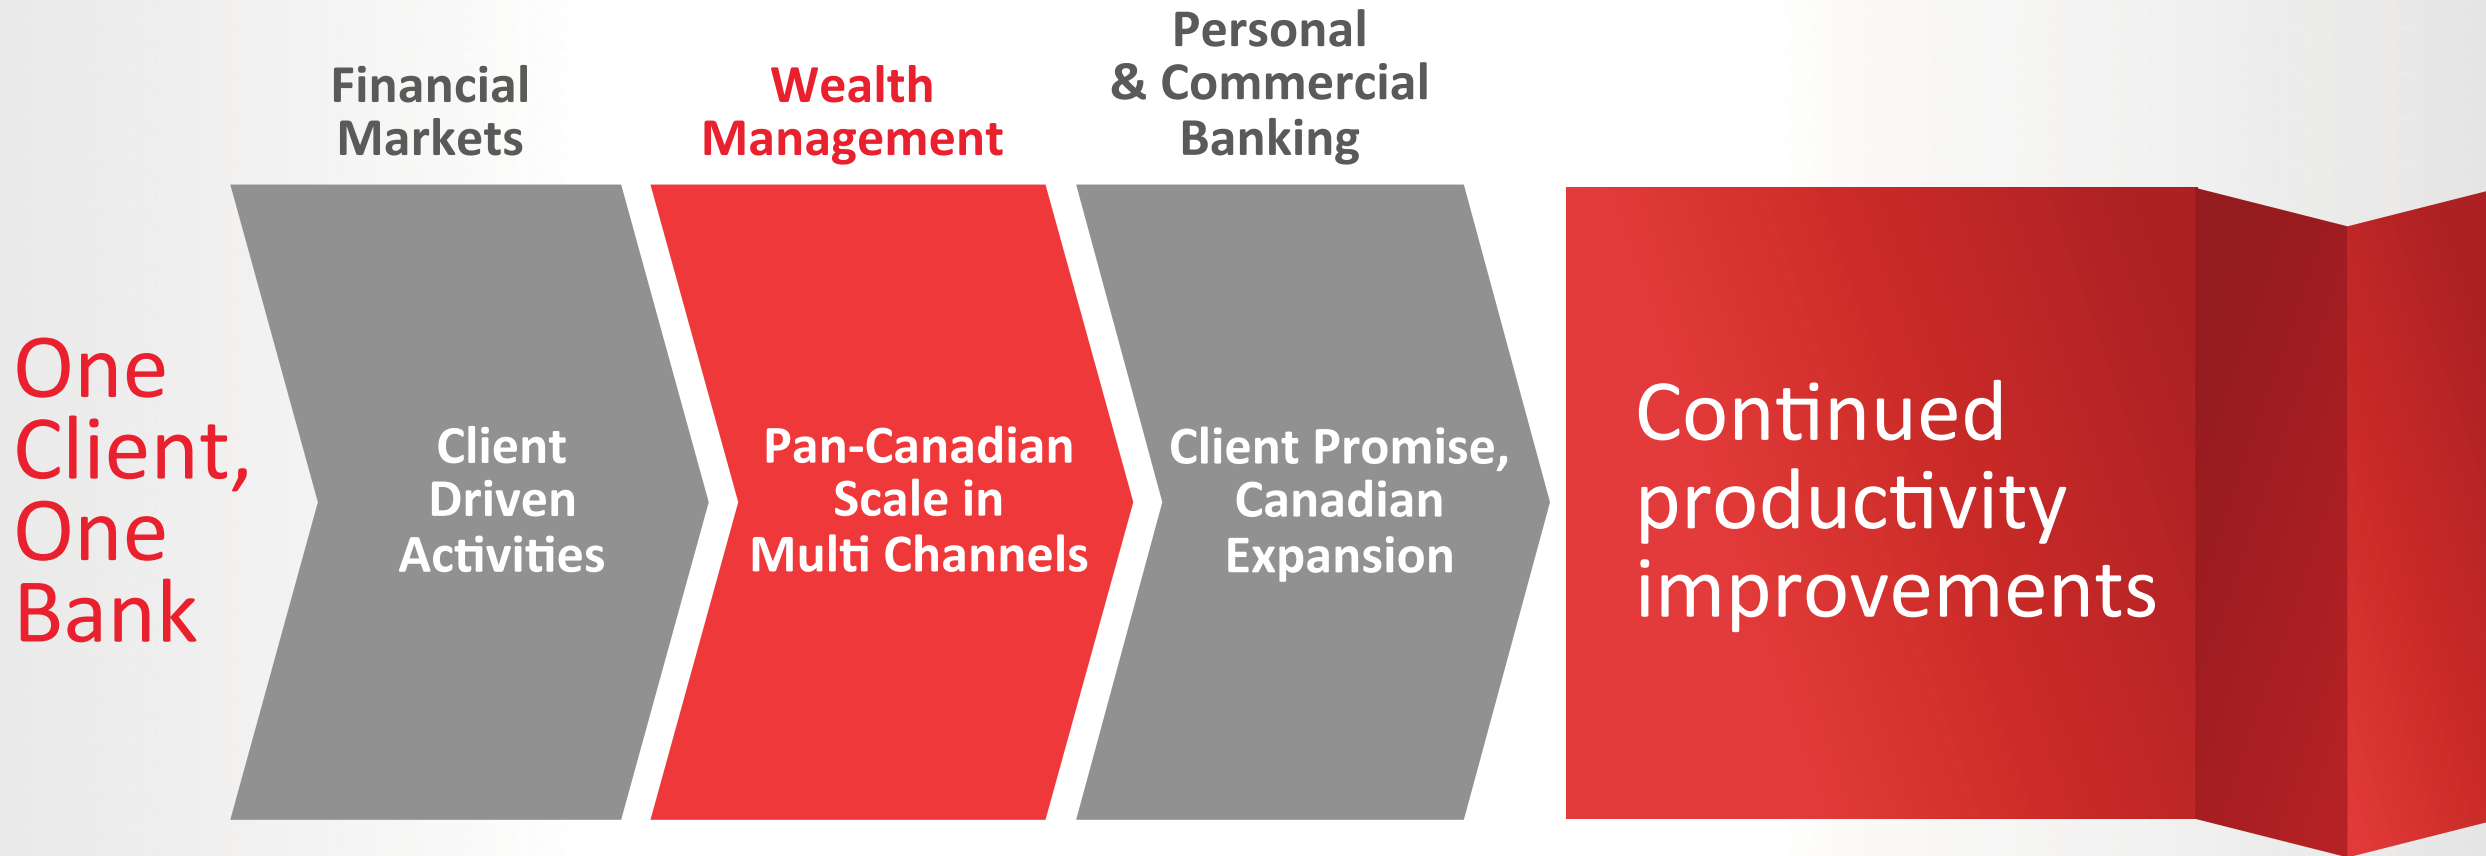 One
Client,
One
Bank
Financial
Markets
Client
Driven
Activities
Wealth
Management
Pan-Canadian
Scale in
Multi Channels
Personal
& Commercial
Banking
Client Promise,
Canadian
Expansion
Continued
productivity
improvements